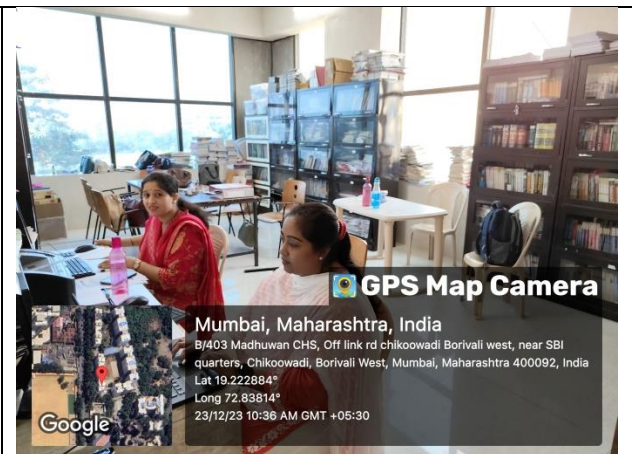 GPS Map Camera
Mumbai, Maharashtra, India
B/403 Madhuwan CHS, Off link rd chikoowadi Borivali west, near SBI
quarters, Chikoowadi, Borivali West, Mumbai, Maharashtra 400092, India
Lat 19.222884°
Long 72.83814°
23/12/23 10:36 AM GMT +05:30
Google